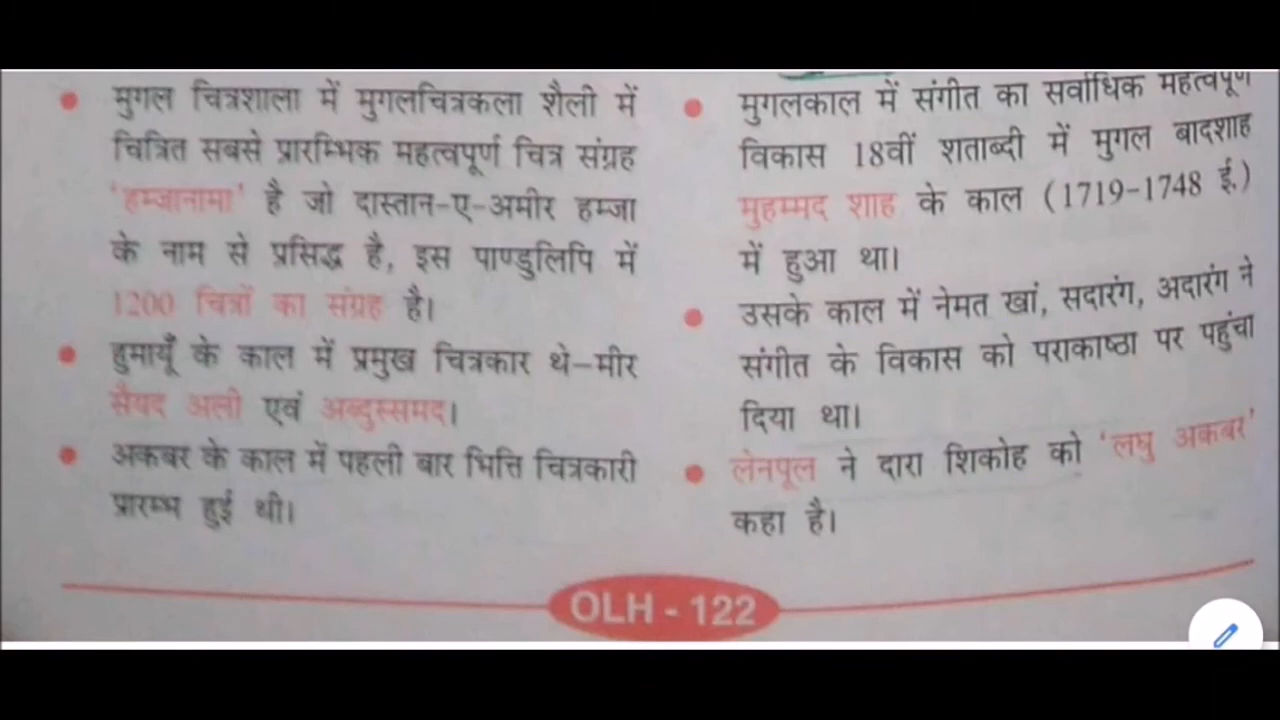 मुगल चित्रशाला में मुगलचित्रकला शैली में
चित्रित सबसे प्रारम्भिक महत्वपूर्ण चित्र संग्रह
'हम्जानामा' है जो दास्तान-ए-अमीर हम्जा
के नाम से प्रसिद्ध है, इस पाण्डुलिपि में
1200 चित्रों का संग्रह है।
हुमायूँ के काल में प्रमुख चित्रकार थे-मीर
सैयद अली एवं अब्दुस्समद।
अकबर के काल में पहली बार भित्ति चित्रकारी
प्रारम्भ हुई थी।
मुगलकाल में संगीत का सर्वाधिक महत्वपूर्ण
विकास 18वीं शताब्दी में मुगल बादशाह
मुहम्मद शाह के काल (1719-1748 ई.)
में हुआ था।
उसके काल में नेमत खां, सदारंग, अदारंग ने
संगीत के विकास को पराकाष्ठा पर पहुंचा
दिया था।
लेनपूल ने दारा शिकोह को 'लघु अकबर'
कहा है।
OLH - 122